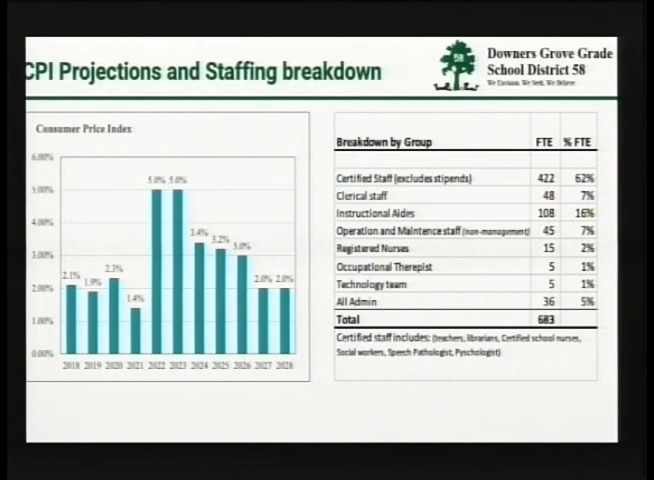 CPI Projections and Staffing breakdown
58
Downers Grove Grade
School District 58
We Envision. We Seek. We Believe.
Consumer Price Index
6.00%
5.00%
4.00%
3.00%
2.00%
1.00%
0.00%
2.1% 1.9% 2.3% 1.4% 5.0% 5.0% 3.4% 3.2% 3.0% 2.0% 2.0%
2018 2019 2020 2021 2022 2023 2024 2025 2026 2027 2028
Breakdown by Group FTE % FTE
Certified Staff (excludes stipends) 422 62%
Clerical staff 48 7%
Instructional Aides 108 16%
Operation and Maintence staff (non-management) 45 7%
Registered Nurses 15 2%
Occupational Therepist 5 1%
Technology team 5 1%
All Admin 36 5%
Total 683
Certified staff includes: (teachers, librarians, Certified school nurses,
Social workers, Speech Pathologist, Pyschologist)